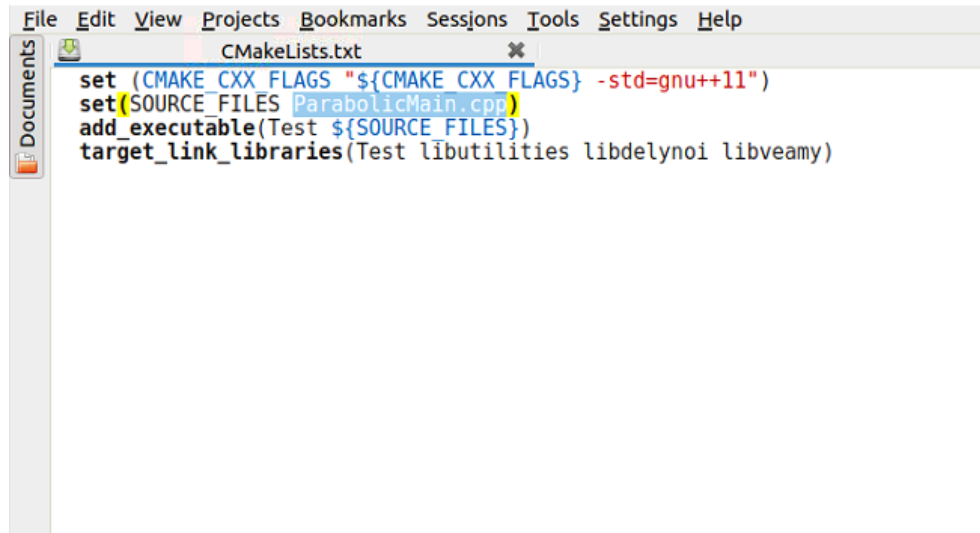 File Edit View Projects Bookmarks Sessions Tools Settings Help
Documents
CMakeLists.txt
set (CMAKE_CXX_FLAGS "${CMAKE_CXX_FLAGS} -std=gnu++11")
set(SOURCE_FILES ParabolicMain.cpp)
add_executable(Test ${SOURCE_FILES})
target_link_libraries(Test libutilities libdelynoi libveamy)